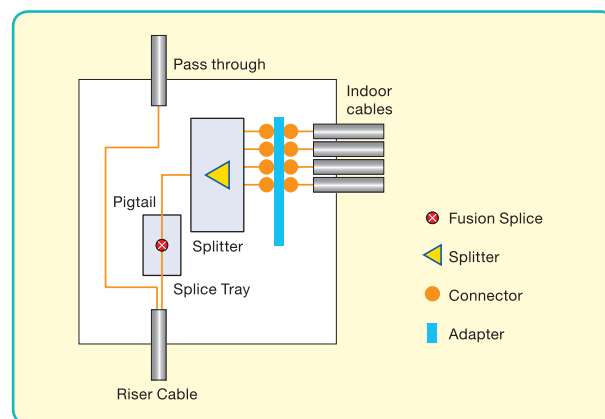 Pass through
Indoor
cables
Pigtail
Splitter
Splice Tray
Riser Cable
Fusion Splice
Splitter
Connector
Adapter